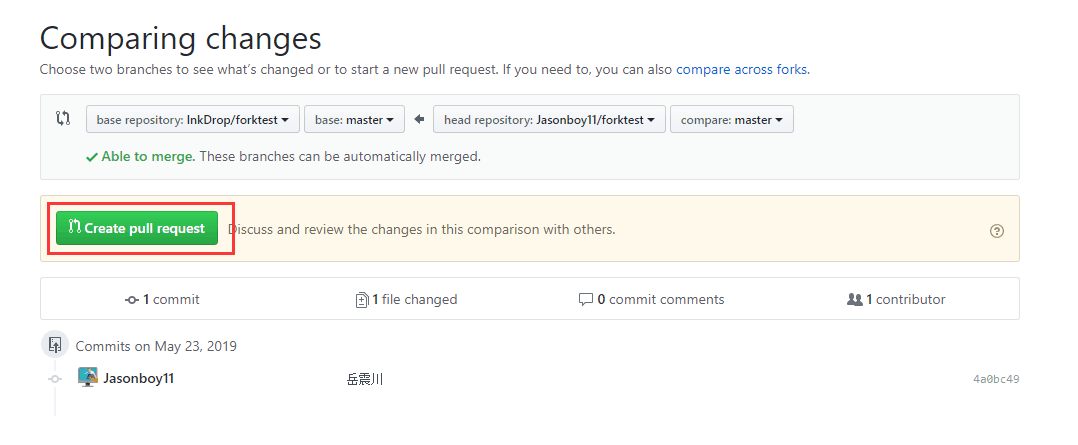 Comparing changes
Choose two branches to see what's changed or to start a new pull request. If you need to, you can also compare across forks.
base repository: InkDrop/forktest base: master head repository: Jasonboy11/forktest compare: master
Able to merge. These branches can be automatically merged.
Create pull request Discuss and review the changes in this comparison with others.
1 commit 1 file changed 0 commit comments 1 contributor
Commits on May 23, 2019
Jasonboy11 岳震川 4a0bc49